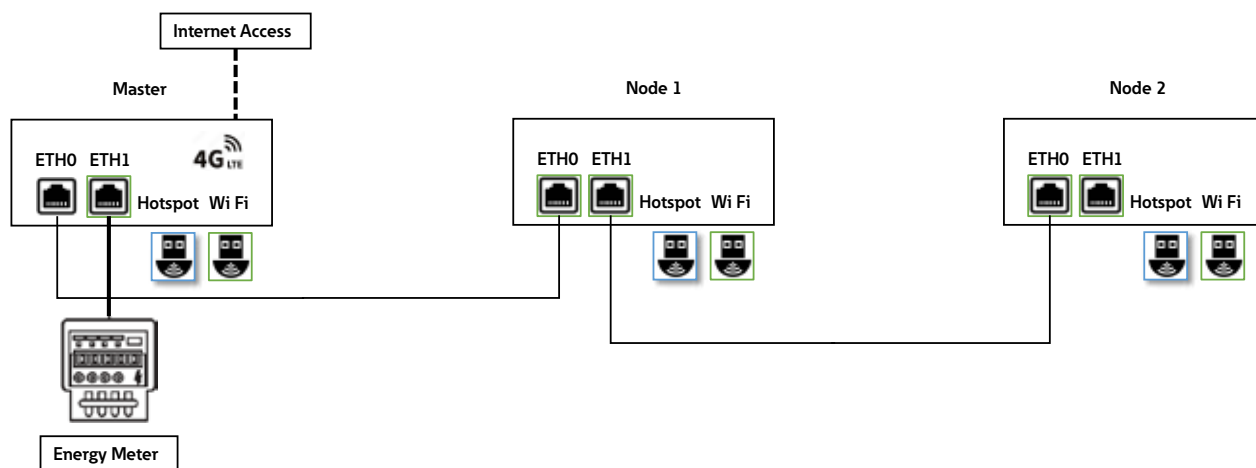 Internet Access
Master
Node 1
Node 2
ETH0 ETH1
4G LTE
Hotspot Wi Fi
ETH0 ETH1
Hotspot Wi Fi
ETH0 ETH1
Hotspot Wi Fi
Energy Meter